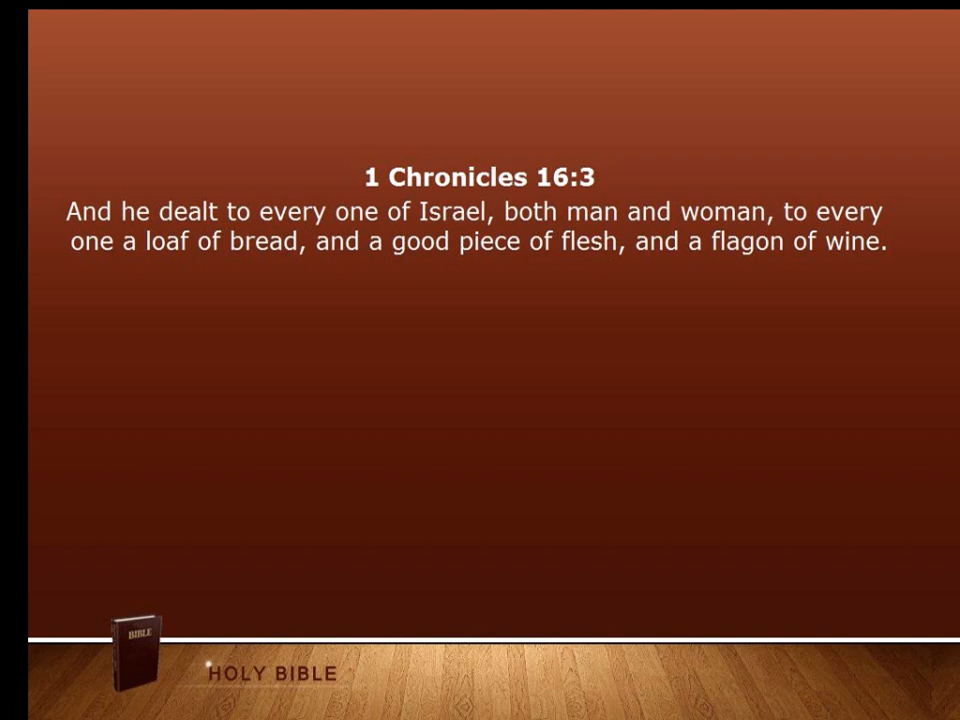 1 Chronicles 16:3
And he dealt to every one of Israel, both man and woman, to every
one a loaf of bread, and a good piece of flesh, and a flagon of wine.
BIBLE
HOLY BIBLE